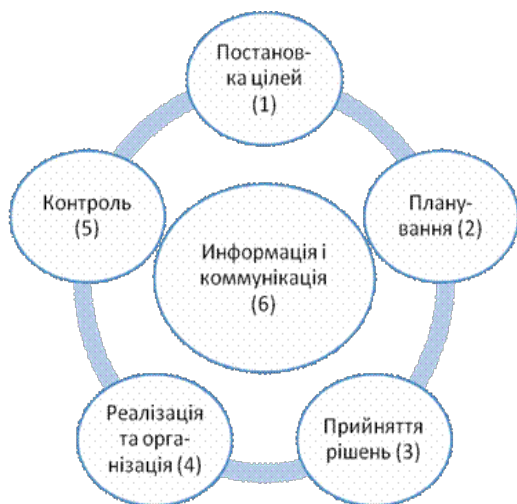 Постанов-
ка цілей
(1)
Плану-
вання (2)
Прийняття
рішень (3)
Реалізація
та орга-
нізація (4)
Контроль
(5)
Информація і
коммунікація
(6)